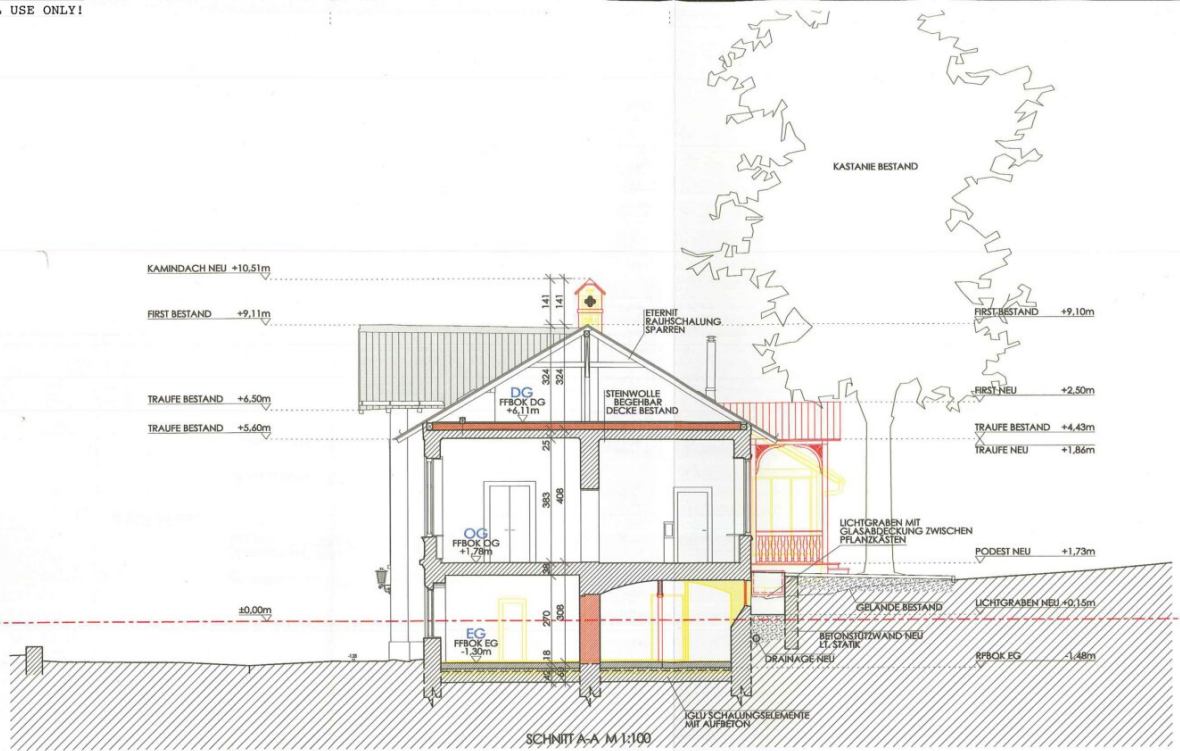 USE ONLY!
KASTANIE BESTAND
KAMINDACH NEU +10,51m
FIRST BESTAND +9,11m
TRAUFE BESTAND +6,50m
TRAUFE BESTAND +5,60m
±0,00m
141
141
324
324
25
383
408
38
270
308
18
ETERNIT
RAUHSCHALUNG
SPARREN
DG
FFBOK DG
+6,11m
STEINWOLLE
BEGEHBAR
DECKE BESTAND
OG
FFBOK OG
+1,78m
EG
FFBOK EG
-1,30m
FIRST BESTAND +9,10m
FIRST NEU +2,50m
TRAUFE BESTAND +4,43m
TRAUFE NEU +1,86m
LICHTGRABEN MIT
GLASABDECKUNG ZWISCHEN
PFLANZKÄSTEN
PODEST NEU +1,73m
GELÄNDE BESTAND
LICHTGRABEN NEU +0,15m
BETONSTÜTZWAND NEU
LT. STATIK
DRAINAGE NEU
RFBOK EG -1,48m
IGLU SCHALUNGSELEMENTE
MIT AUFBETON
SCHNITT A-A M 1:100